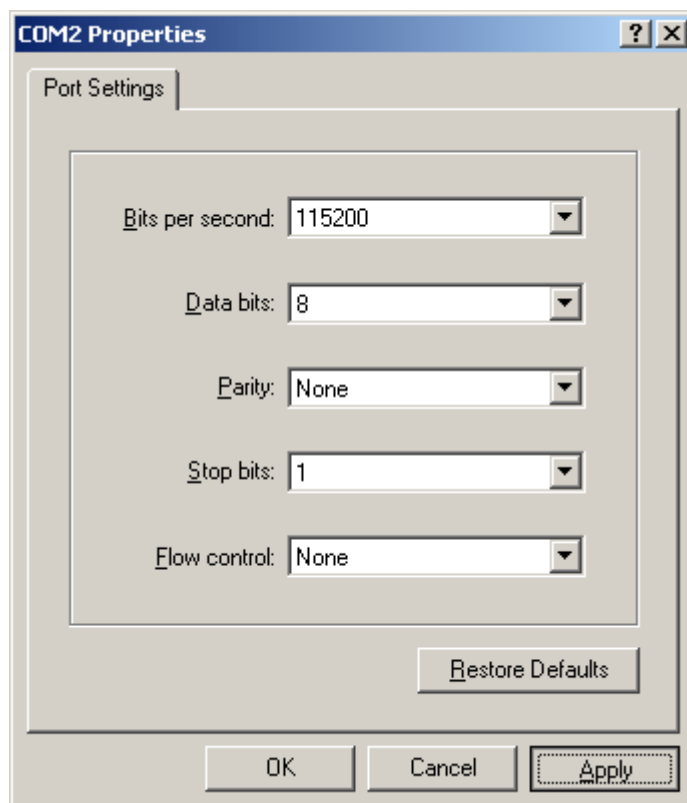 COM2 Properties
Port Settings
Bits per second: 115200
Data bits: 8
Parity: None
Stop bits: 1
Flow control: None
Restore Defaults
OK Cancel Apply